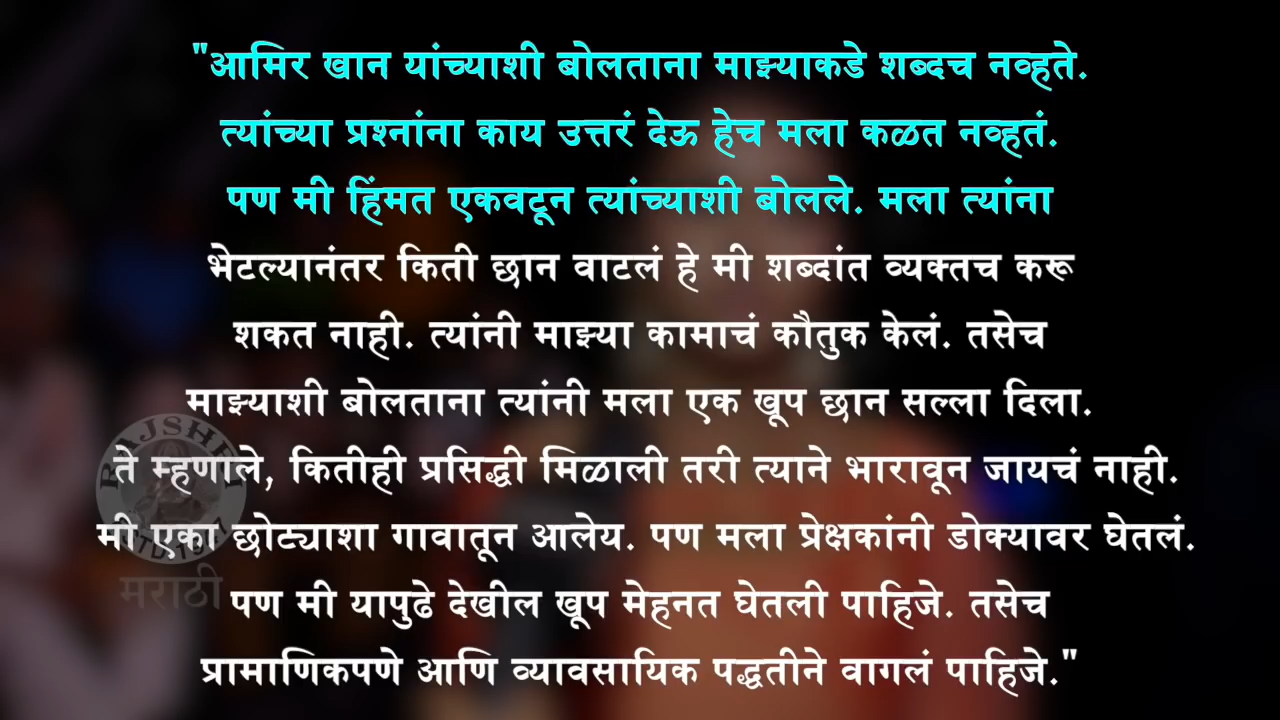 "आमिर खान यांच्याशी बोलताना माझ्याकडे शब्दच नव्हते.
त्यांच्या प्रश्नांना काय उत्तरं देऊ हेच मला कळत नव्हतं.
पण मी हिंमत एकवटून त्यांच्याशी बोलले. मला त्यांना
भेटल्यानंतर किती छान वाटलं हे मी शब्दांत व्यक्तच करू
शकत नाही. त्यांनी माझ्या कामाचं कौतुक केलं. तसेच
माझ्याशी बोलताना त्यांनी मला एक खूप छान सल्ला दिला.
ते म्हणाले, कितीही प्रसिद्धी मिळाली तरी त्याने भारावून जायचं नाही.
मी एका छोट्याशा गावातून आलेय. पण मला प्रेक्षकांनी डोक्यावर घेतलं.
पण मी यापुढे देखील खूप मेहनत घेतली पाहिजे. तसेच
प्रामाणिकपणे आणि व्यावसायिक पद्धतीने वागलं पाहिजे."
RAJSHRI
मराठी